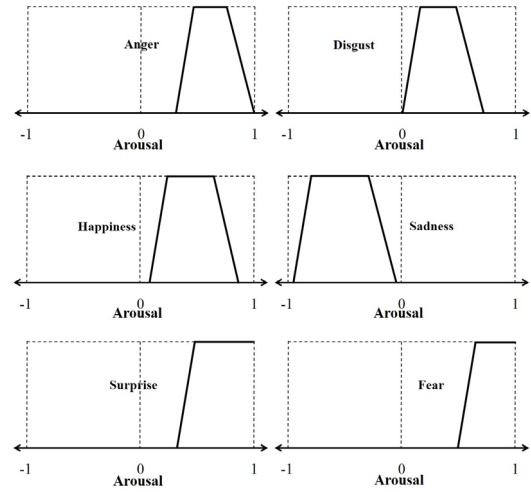 Anger
-1 0 1
Arousal
Disgust
-1 0 1
Arousal
Happiness
-1 0 1
Arousal
Sadness
-1 0 1
Arousal
Surprise
-1 0 1
Arousal
Fear
-1 0 1
Arousal